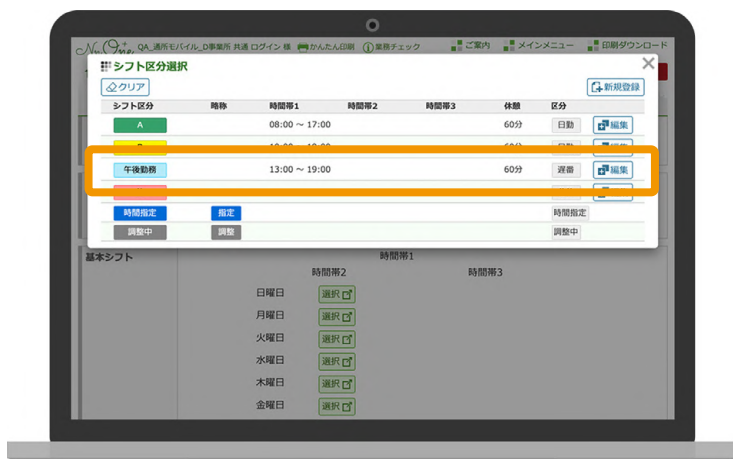 QA_通所モバイル_D事業所 共通 ログイン 様 かんたん印刷 業務チェック ご案内 メインメニュー 印刷ダウンロード
シフト区分選択 ×
クリア 新規登録
シフト区分 略称 時間帯1 時間帯2 時間帯3 休憩 区分
A 08:00 ～ 17:00 60分 日勤 編集
午後勤務 13:00 ～ 19:00 60分 遅番 編集
時間指定 指定 時間指定
調整中 調整 調整中
基本シフト 時間帯1
時間帯2 時間帯3
日曜日 選択
月曜日 選択
火曜日 選択
水曜日 選択
木曜日 選択
金曜日 選択